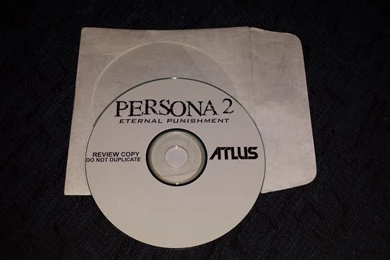 PERSONA 2
ETERNAL PUNISHMENT
REVIEW COPY
DO NOT DUPLICATE
ATLUS